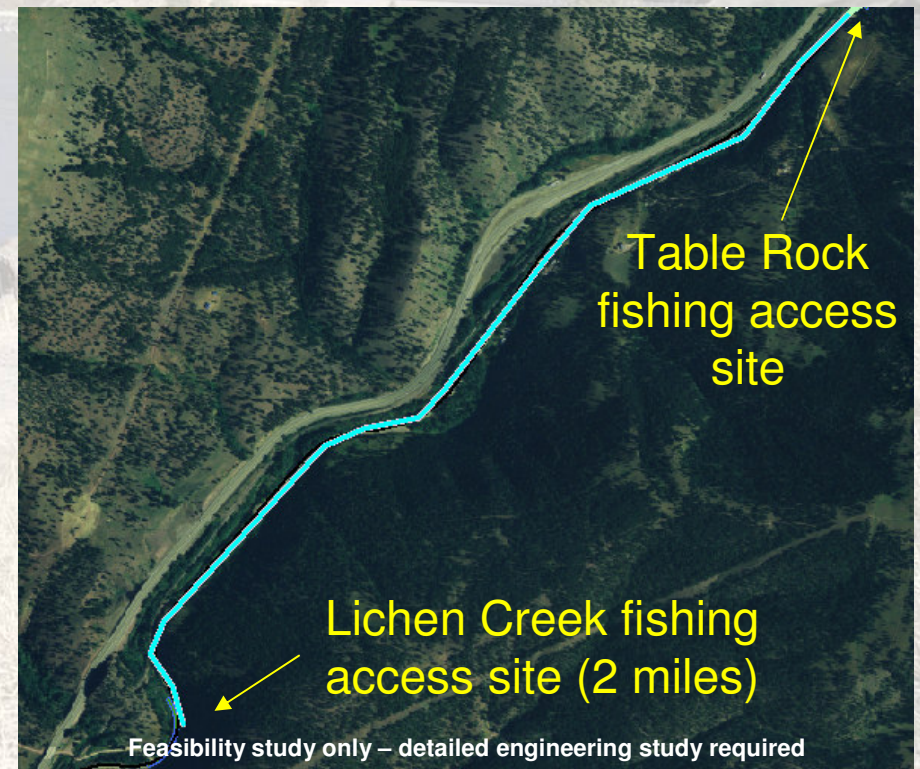 Table Rock
fishing access
site
Lichen Creek fishing
access site (2 miles)
Feasibility study only – detailed engineering study required